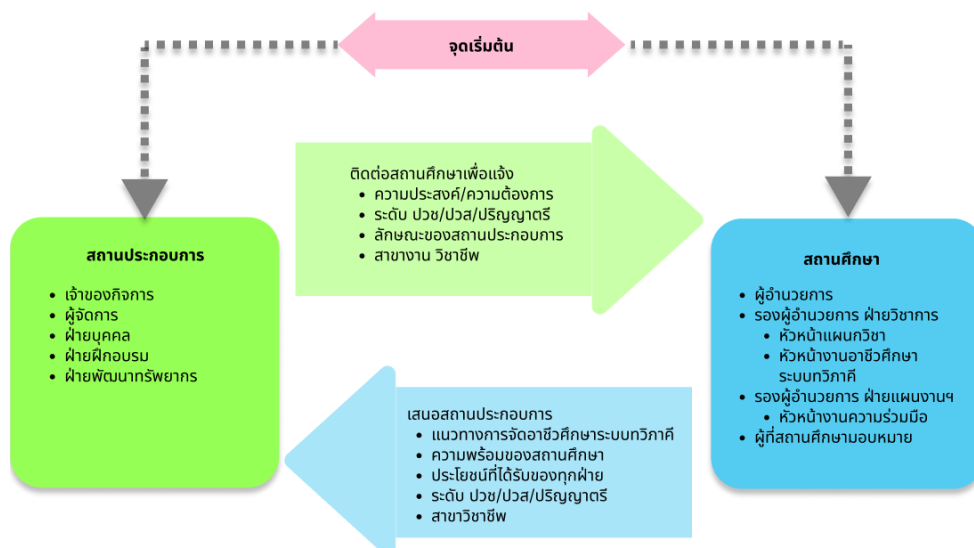 จุดเริ่มต้น
ติดต่อสถานศึกษาเพื่อแจ้ง
• ความประสงค์/ความต้องการ
• ระดับ ปวช/ปวส/ปริญญาตรี
• ลักษณะของสถานประกอบการ
• สาขางาน วิชาชีพ
สถานประกอบการ
• เจ้าของกิจการ
• ผู้จัดการ
• ฝ่ายบุคคล
• ฝ่ายฝึกอบรม
• ฝ่ายพัฒนาทรัพยากร
สถานศึกษา
• ผู้อำนวยการ
• รองผู้อำนวยการ ฝ่ายวิชาการ
• หัวหน้าแผนกวิชา
• หัวหน้างานอาชีวศึกษา
ระบบทวิภาคี
• รองผู้อำนวยการ ฝ่ายแผนงานฯ
• หัวหน้างานความร่วมมือ
• ผู้ที่สถานศึกษามอบหมาย
เสนอสถานประกอบการ
• แนวทางการจัดอาชีวศึกษาระบบทวิภาคี
• ความพร้อมของสถานศึกษา
• ประโยชน์ที่ได้รับของทุกฝ่าย
• ระดับ ปวช/ปวส/ปริญญาตรี
• สาขาวิชาชีพ